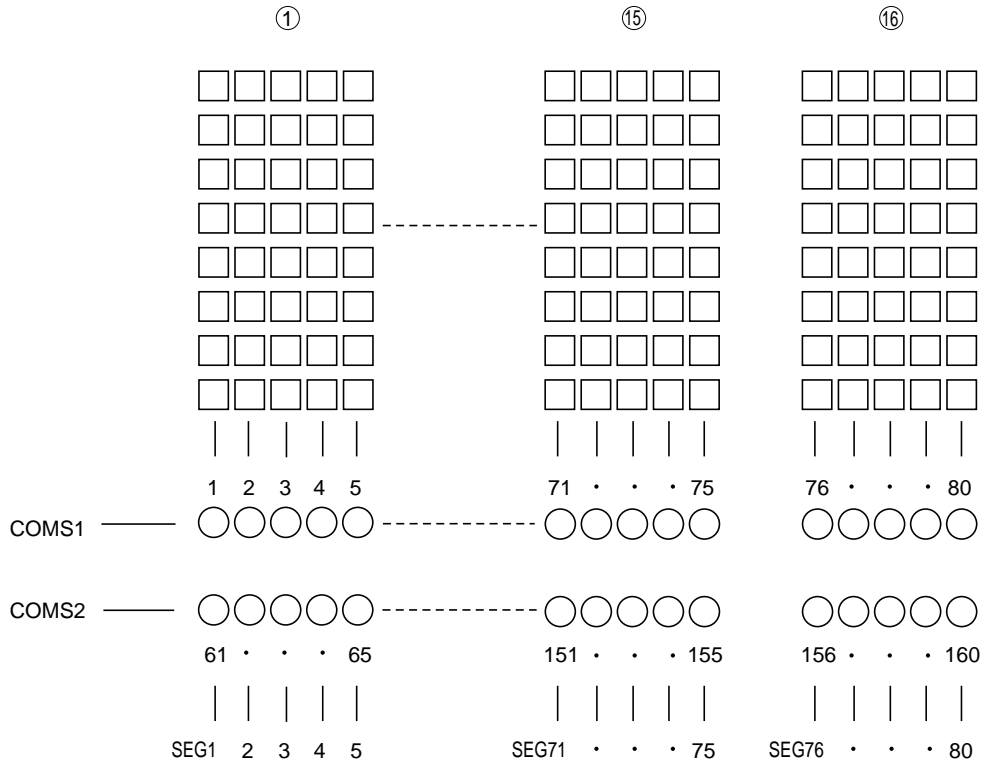 ① ⑮ ⑯
1 2 3 4 5 71 · · · 75 76 · · · 80
COMS1
COMS2
61 · · · 65 151 · · · 155 156 · · · 160
SEG1 2 3 4 5 SEG71 · · · 75 SEG76 · · · 80